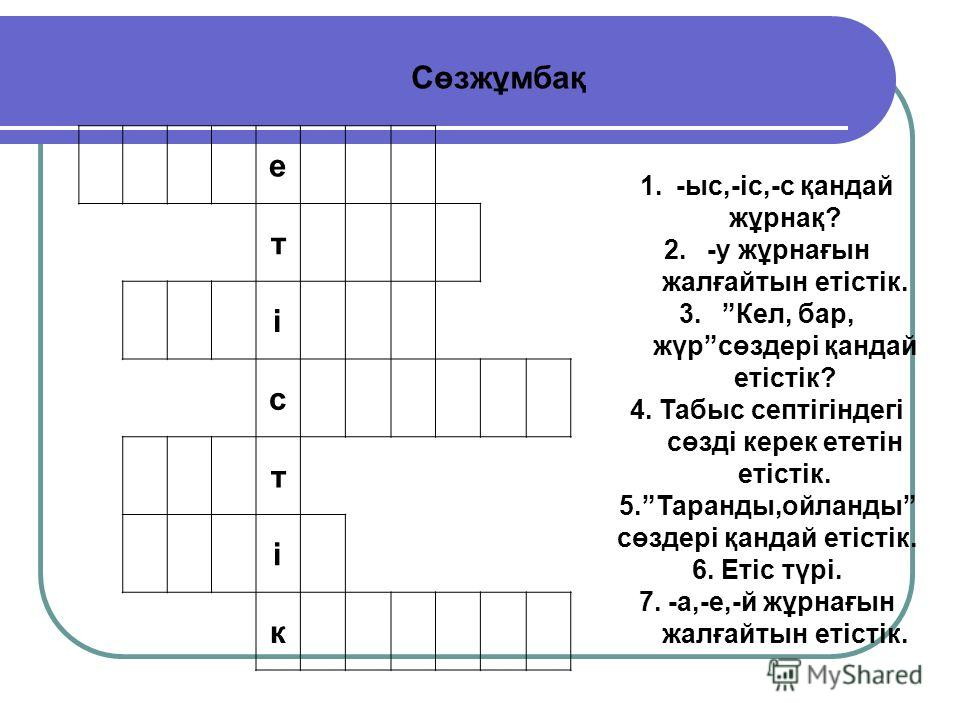 Сөзжұмбақ
е
т
і
с
т
і
к
1. -ыс,-іс,-с қандай
жұрнақ?
2. -у жұрнағын
жалғайтын етістік.
3. ”Кел, бар,
жүр”сөздері қандай
етістік?
4. Табыс септігіндегі
сөзді керек ететін
етістік.
5.”Таранды,ойланды”
сөздері қандай етістік.
6. Етіс түрі.
7. -а,-е,-й жұрнағын
жалғайтын етістік.
MyShared